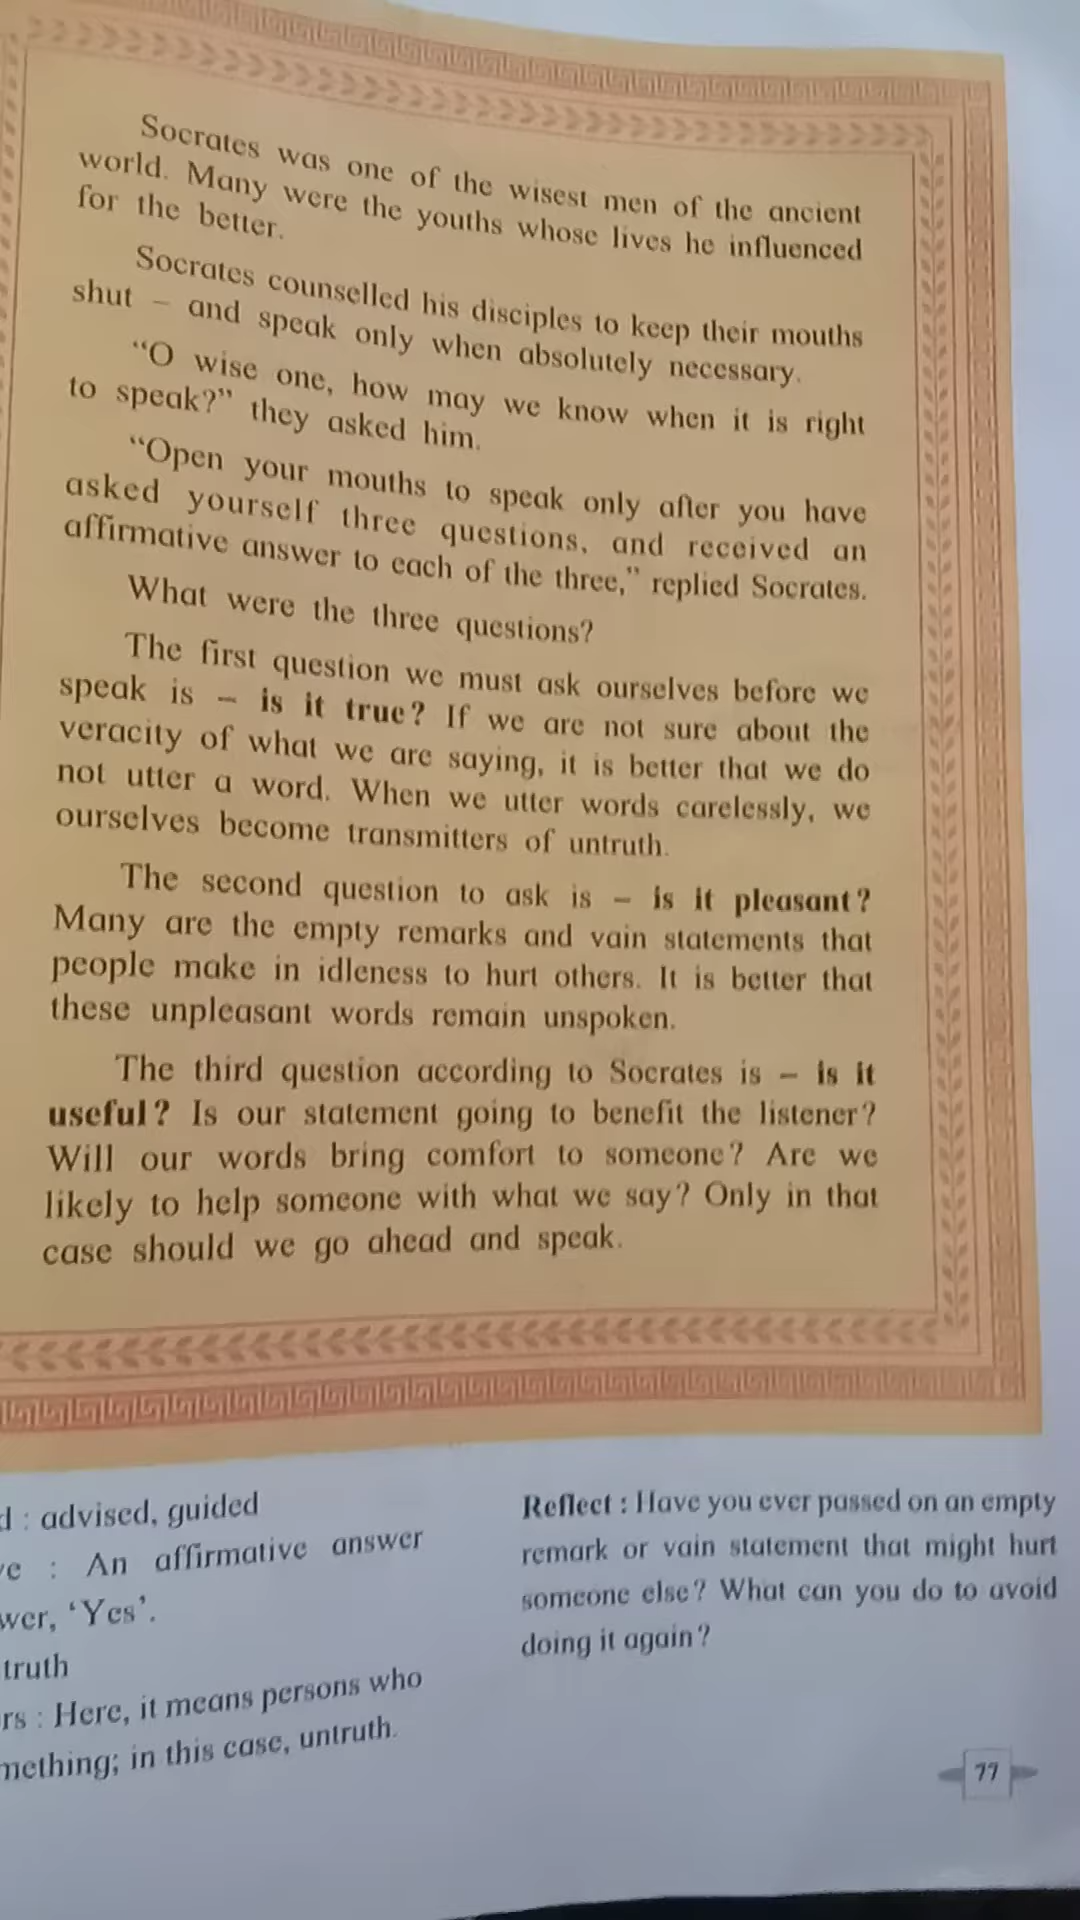 Socrates was one of the wisest men of the ancient
world. Many were the youths whose lives he influenced
for the better.
Socrates counselled his disciples to keep their mouths
shut – and speak only when absolutely necessary.
“O wise one, how may we know when it is right
to speak?” they asked him.
“Open your mouths to speak only after you have
asked yourself three questions, and received an
affirmative answer to each of the three,” replied Socrates.
What were the three questions?
The first question we must ask ourselves before we
speak is – is it true? If we are not sure about the
veracity of what we are saying, it is better that we do
not utter a word. When we utter words carelessly, we
ourselves become transmitters of untruth.
The second question to ask is – is it pleasant?
Many are the empty remarks and vain statements that
people make in idleness to hurt others. It is better that
these unpleasant words remain unspoken.
The third question according to Socrates is – is it
useful? Is our statement going to benefit the listener?
Will our words bring comfort to someone? Are we
likely to help someone with what we say? Only in that
case should we go ahead and speak.
d : advised, guided
ve : An affirmative answer
wer, ‘Yes’.
truth
rs : Here, it means persons who
mething; in this case, untruth.
Reflect : Have you ever passed on an empty
remark or vain statement that might hurt
someone else? What can you do to avoid
doing it again?
77